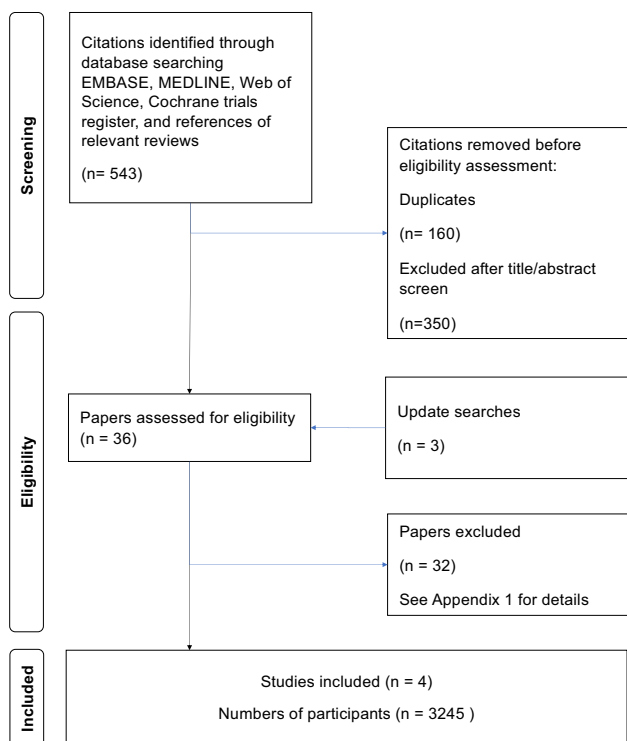 Screening
Citations identified through
database searching
EMBASE, MEDLINE, Web of
Science, Cochrane trials
register, and references of
relevant reviews
(n= 543)
Citations removed before
eligibility assessment:
Duplicates
(n= 160)
Excluded after title/abstract
screen
(n=350)
Eligibility
Papers assessed for eligibility
(n = 36)
Update searches
(n = 3)
Papers excluded
(n = 32)
See Appendix 1 for details
Included
Studies included (n = 4)
Numbers of participants (n = 3245 )